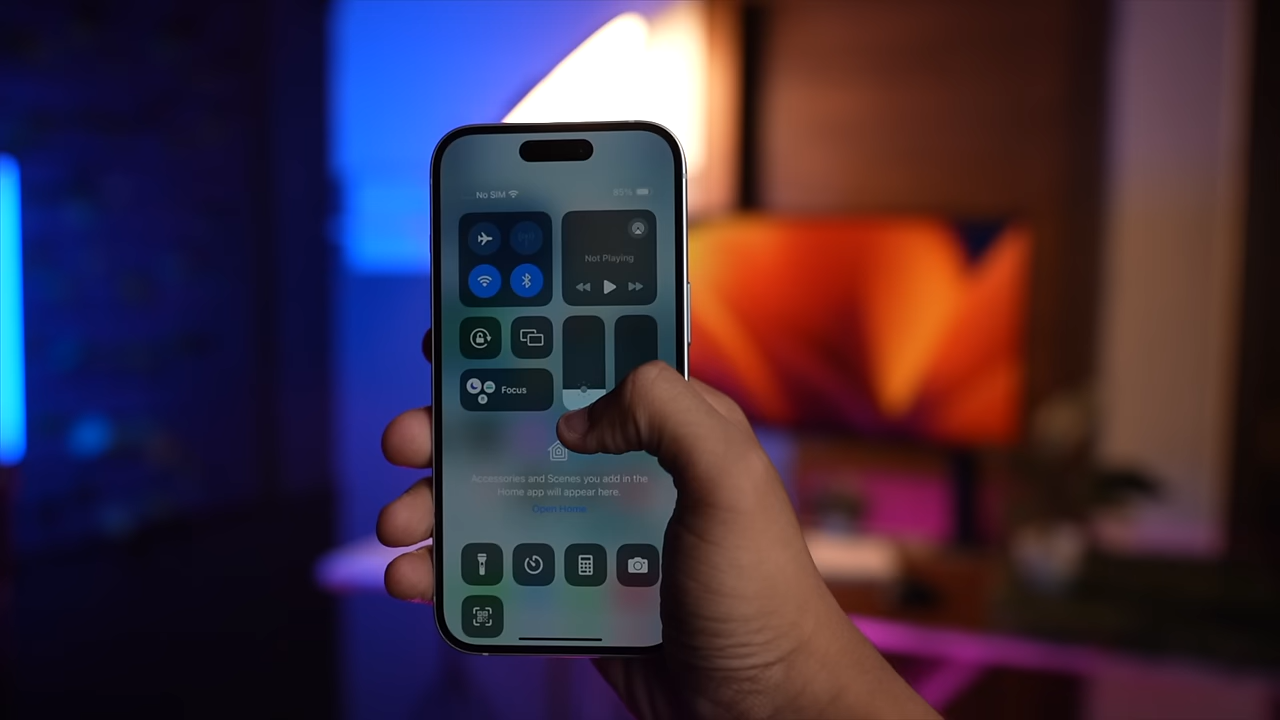 No SIM
85%
Not Playing
Focus
Accessories and Scenes you add in the
Home app will appear here.
Open Home